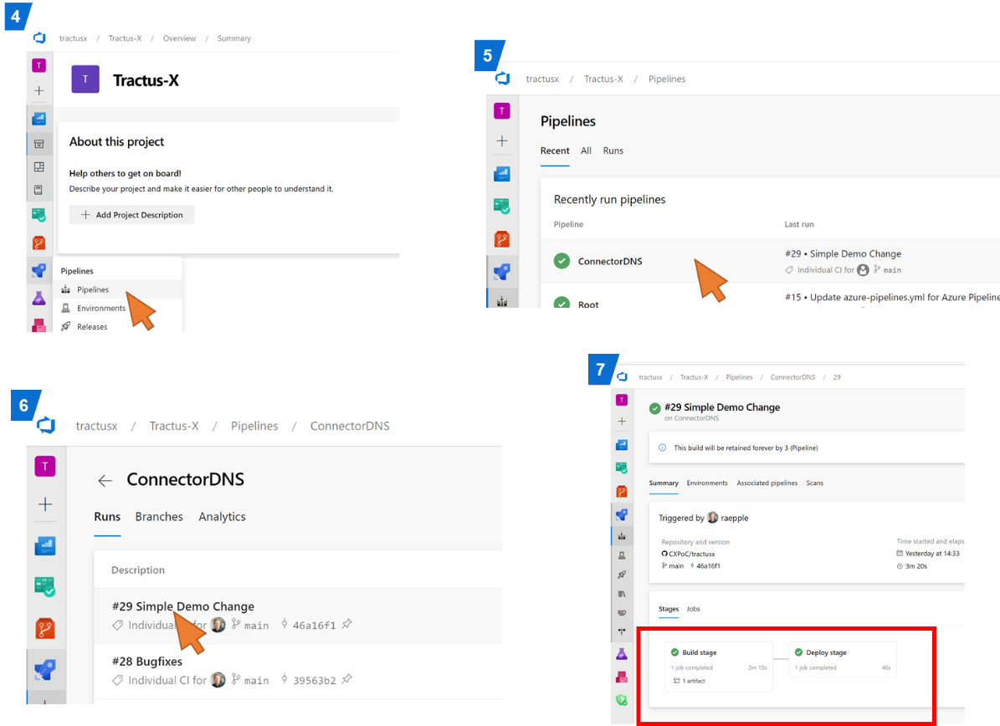 4
tractusx / Tractus-X / Overview / Summary
T
T
Tractus-X
About this project
Help others to get on board!
Describe your project and make it easier for other people to understand it.
+ Add Project Description
Pipelines
Pipelines
Environments
Releases
5
tractusx / Tractus-X / Pipelines
T
Pipelines
Recent All Runs
Recently run pipelines
Pipeline Last run
ConnectorDNS
#29 • Simple Demo Change
Individual CI for main
Root
#15 • Update azure-pipelines.yml for Azure Pipeline
6
tractusx / Tractus-X / Pipelines / ConnectorDNS
T
← ConnectorDNS
Runs Branches Analytics
Description
#29 Simple Demo Change
Individual for main 46a16f1
#28 Bugfixes
Individual CI for main 39563b2
7
tractusx / Tractus-X / Pipelines / ConnectorDNS / 29
T
#29 Simple Demo Change
on ConnectorDNS
This build will be retained forever by 3 (Pipeline)
Summary Environments Associated pipelines Scans
Triggered by raepple
Repository and version Time started and elaps
CXPoC/tractusx Yesterday at 14:33
main 46a16f1 3m 20s
Stages Jobs
Build stage
1 job completed 2m 15s
1 artifact
Deploy stage
1 job completed 46s